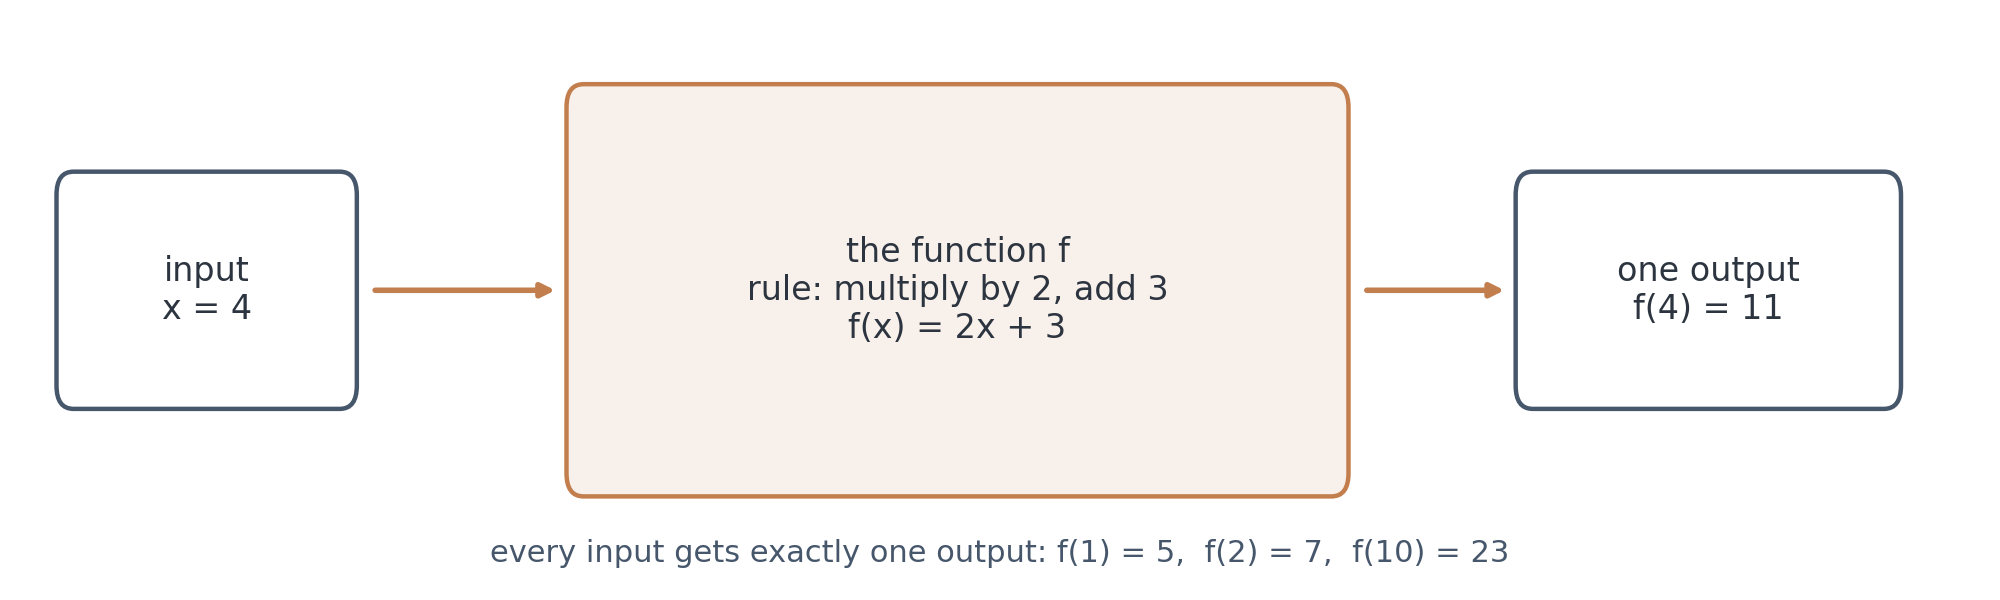 input
x = 4
the function f
rule: multiply by 2, add 3
f(x) = 2x + 3
one output
f(4) = 11
every input gets exactly one output: f(1) = 5,  f(2) = 7,  f(10) = 23